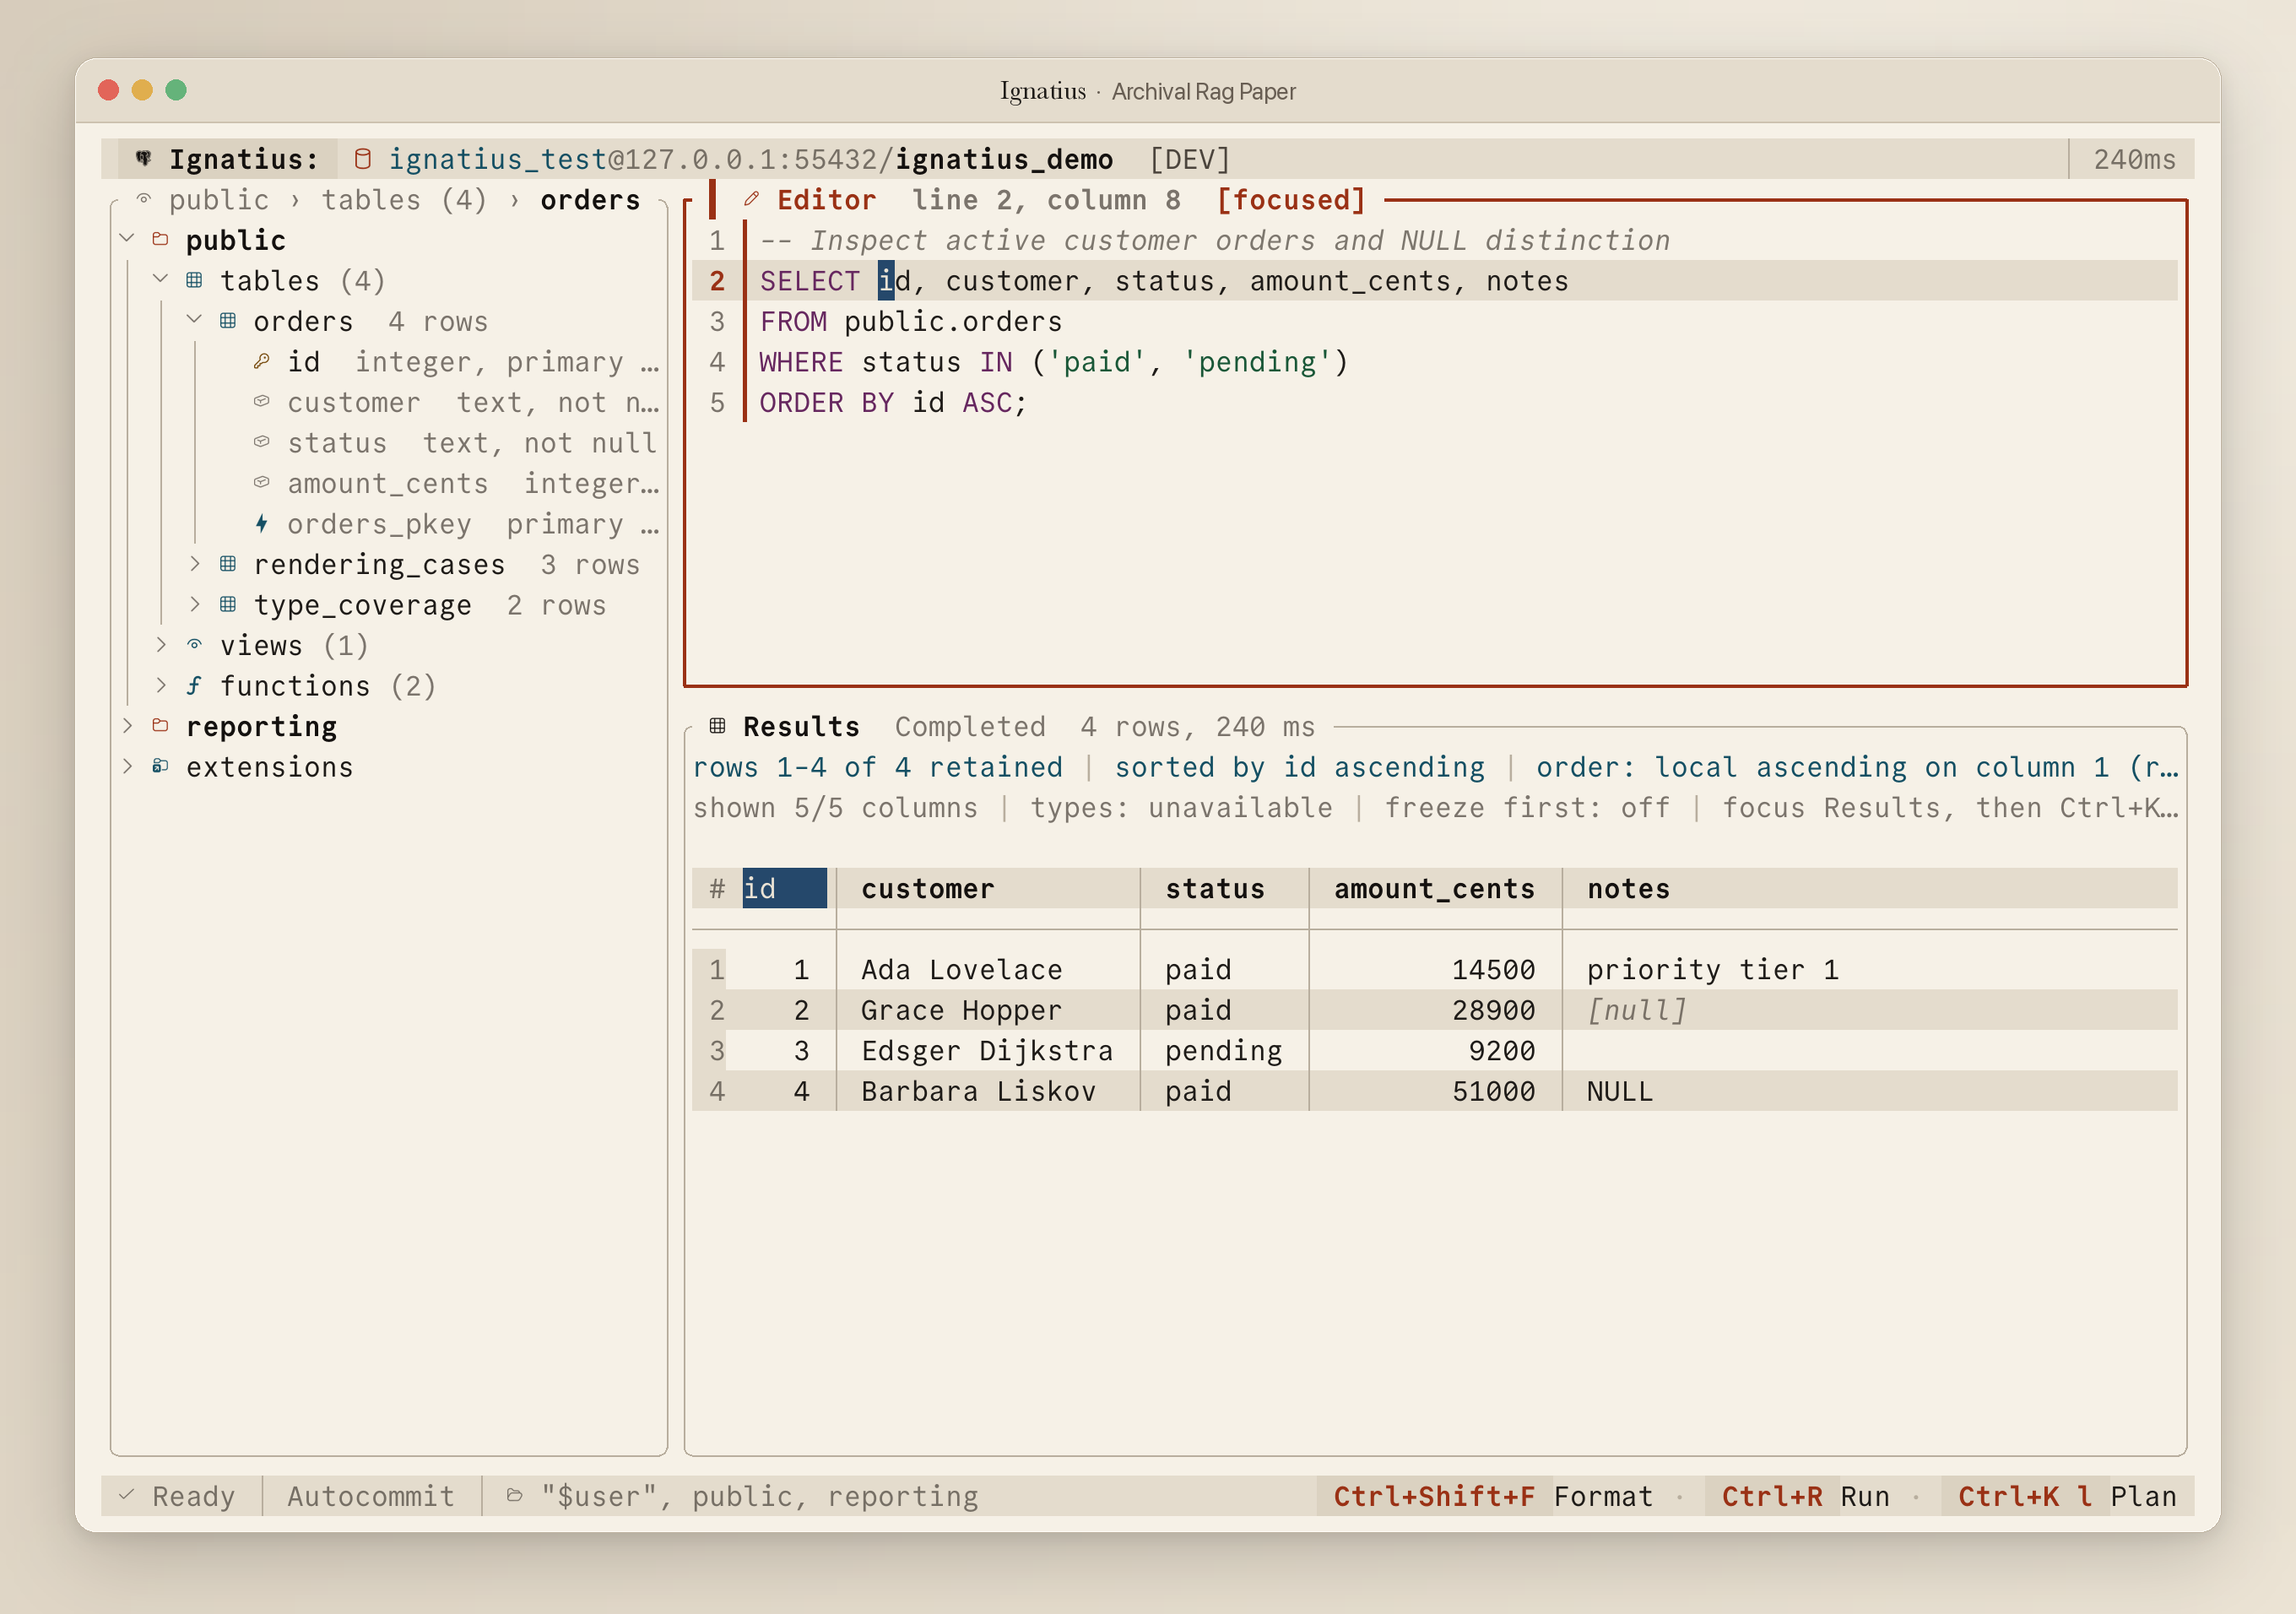 Ignatius · Archival Rag Paper
Ignatius: ignatius_test@127.0.0.1:55432/ignatius_demo [DEV] 240ms
public › tables (4) › orders
public
tables (4)
orders 4 rows
id integer, primary …
customer text, not n…
status text, not null
amount_cents integer…
orders_pkey primary …
rendering_cases 3 rows
type_coverage 2 rows
views (1)
functions (2)
reporting
extensions
Editor line 2, column 8 [focused]
1 -- Inspect active customer orders and NULL distinction
2 SELECT id, customer, status, amount_cents, notes
3 FROM public.orders
4 WHERE status IN ('paid', 'pending')
5 ORDER BY id ASC;
Results Completed 4 rows, 240 ms
rows 1–4 of 4 retained | sorted by id ascending | order: local ascending on column 1 (r…
shown 5/5 columns | types: unavailable | freeze first: off | focus Results, then Ctrl+K…
# id customer status amount_cents notes
1 1 Ada Lovelace paid 14500 priority tier 1
2 2 Grace Hopper paid 28900 [null]
3 3 Edsger Dijkstra pending 9200
4 4 Barbara Liskov paid 51000 NULL
Ready Autocommit "$user", public, reporting Ctrl+Shift+F Format · Ctrl+R Run · Ctrl+K l Plan